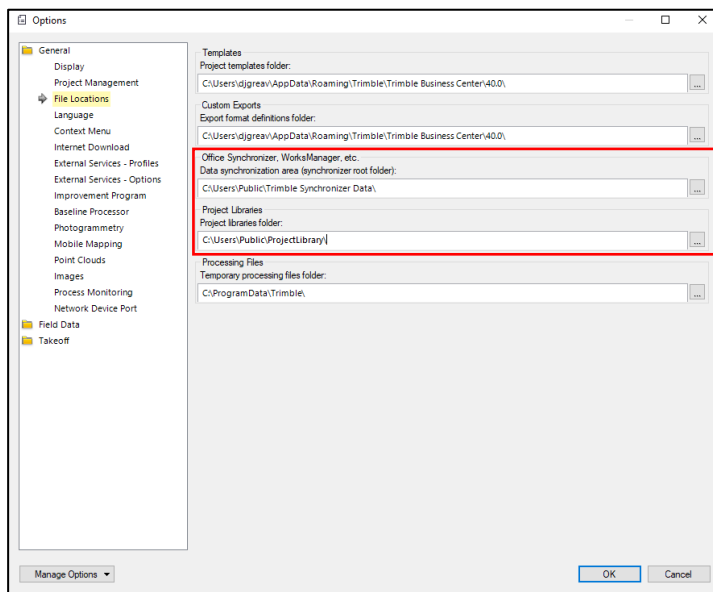 Options
General
Display
Project Management
File Locations
Language
Context Menu
Internet Download
External Services - Profiles
External Services - Options
Improvement Program
Baseline Processor
Photogrammetry
Mobile Mapping
Point Clouds
Images
Process Monitoring
Network Device Port
Field Data
Takeoff
Templates
Project templates folder:
C:\Users\djgreav\AppData\Roaming\Trimble\Trimble Business Center\40.0\
...
Custom Exports
Export format definitions folder:
C:\Users\djgreav\AppData\Roaming\Trimble\Trimble Business Center\40.0\
...
Office Synchronizer, WorksManager, etc.
Data synchronization area (synchronizer root folder):
C:\Users\Public\Trimble Synchronizer Data\
...
Project Libraries
Project libraries folder:
C:\Users\Public\ProjectLibrary\
...
Processing Files
Temporary processing files folder:
C:\ProgramData\Trimble\
...
Manage Options
OK
Cancel